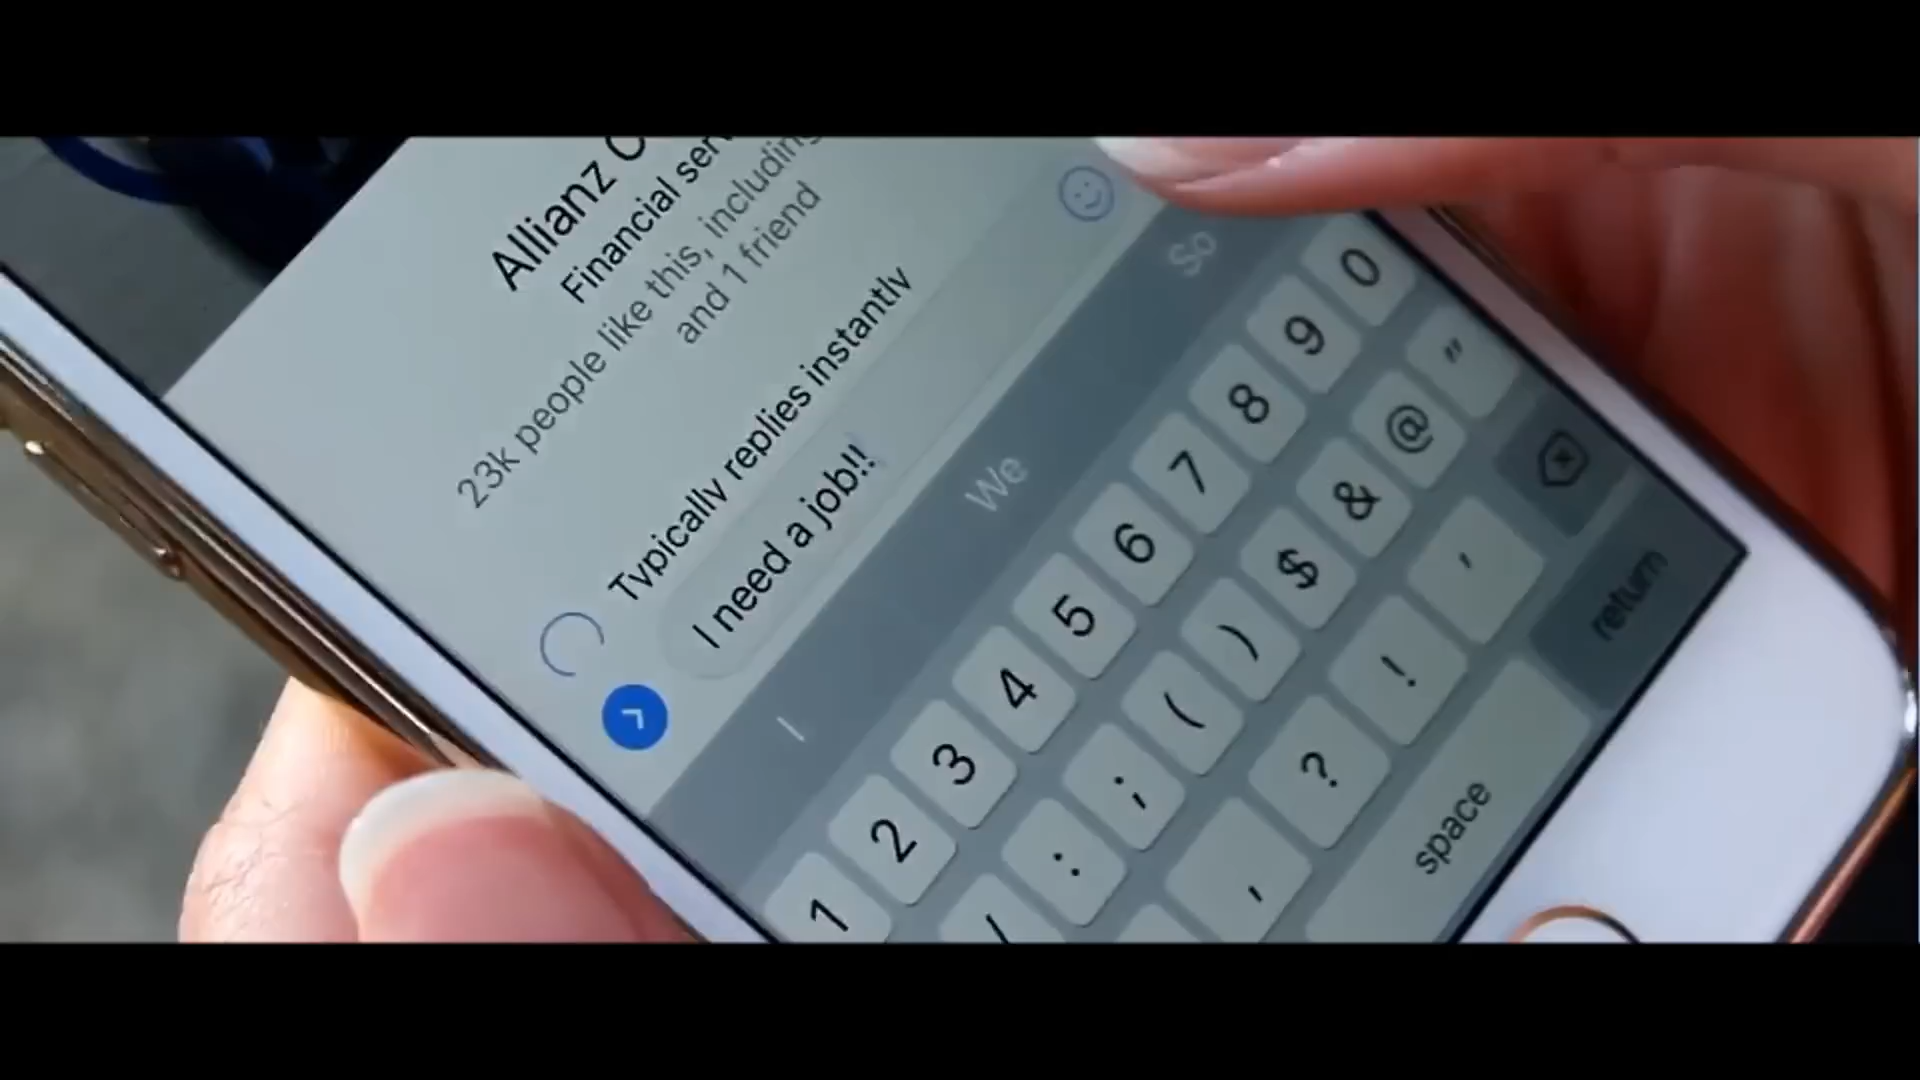 Allianz
Financial
23k people like this, including
and 1 friend
Typically replies instantly
I need a job!!
I We So
1 2 3 4 5 6 7 8 9 0
/ : ; ( ) $ & @ "
, ? ! '
space return